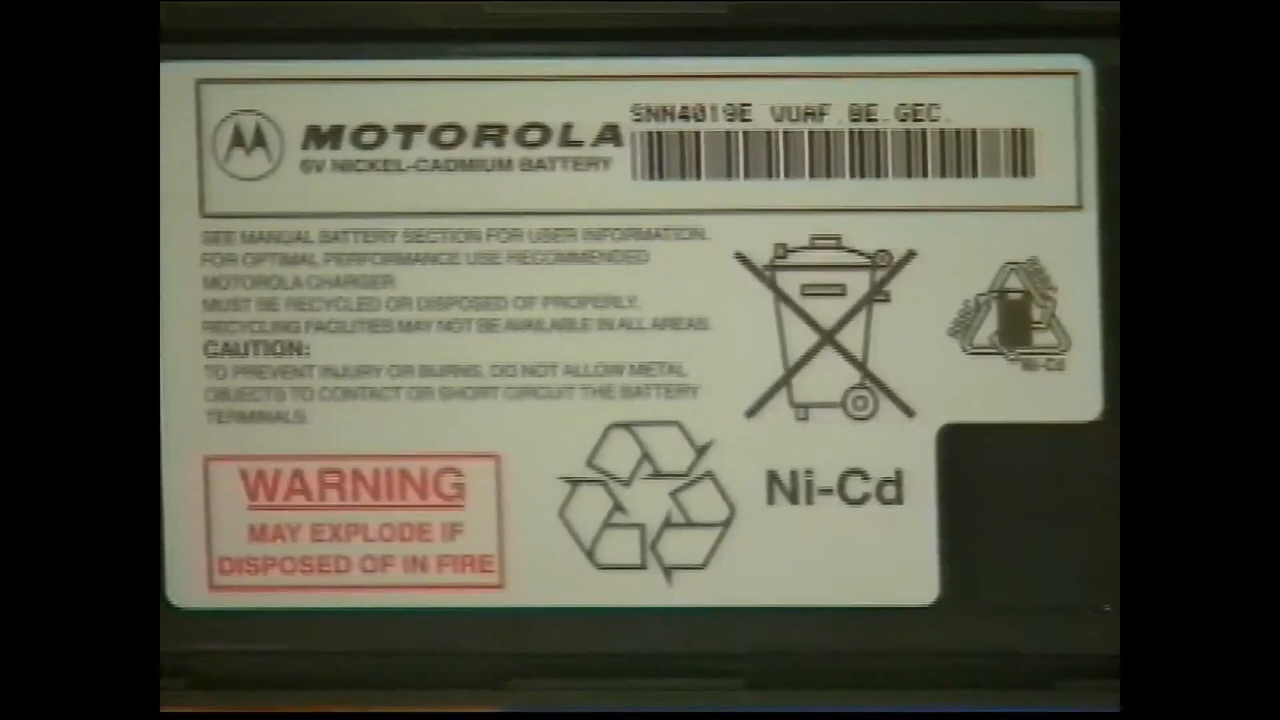 MOTOROLA
SNN4019E VUAF BE GEC.
6V NICKEL-CADMIUM BATTERY
SEE MANUAL BATTERY SECTION FOR USER INFORMATION.
FOR OPTIMAL PERFORMANCE USE RECOMMENDED
MOTOROLA CHARGER.
MUST BE RECYCLED OR DISPOSED OF PROPERLY.
RECYCLING FACILITIES MAY NOT BE AVAILABLE IN ALL AREAS.
CAUTION:
TO PREVENT INJURY OR BURNS, DO NOT ALLOW METAL
OBJECTS TO CONTACT OR SHORT CIRCUIT THE BATTERY
TERMINALS.
WARNING
MAY EXPLODE IF
DISPOSED OF IN FIRE
Ni-Cd
Ni-Cd